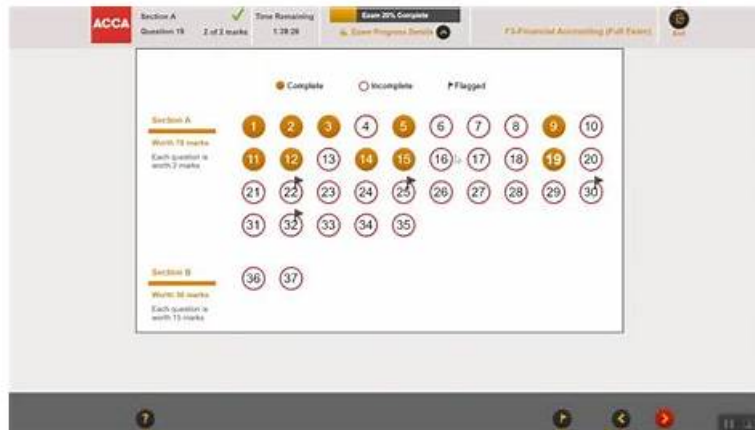 ACCA
Section A
Question 19
2 of 2 marks
Time Remaining
1:28:26
Exam 20% Complete
Exam Progress Details
F3-Financial Accounting (Full Exam)
End
Complete Incomplete Flagged
Section A
Worth 70 marks
Each question is
worth 2 marks
1 2 3 4 5 6 7 8 9 10
11 12 13 14 15 16 17 18 19 20
21 22 23 24 25 26 27 28 29 30
31 32 33 34 35
Section B
Worth 30 marks
Each question is
worth 15 marks
36 37
?